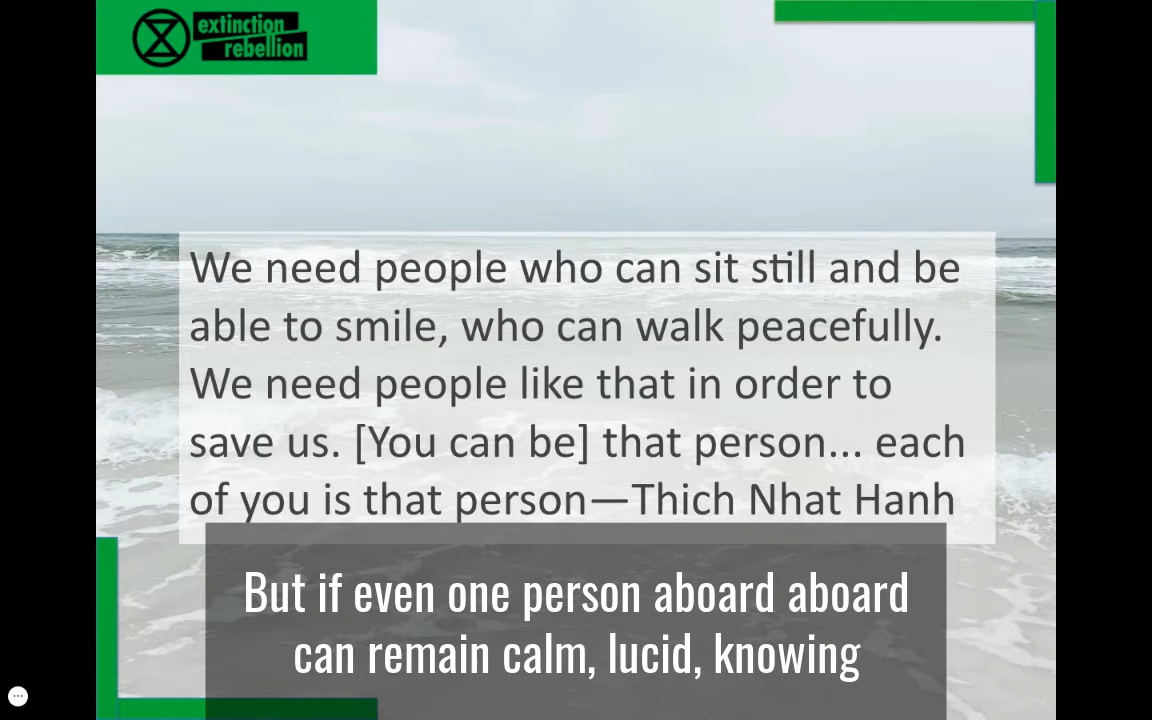 extinction
rebellion
We need people who can sit still and be
able to smile, who can walk peacefully.
We need people like that in order to
save us. [You can be] that person... each
of you is that person—Thich Nhat Hanh
But if even one person aboard aboard
can remain calm, lucid, knowing